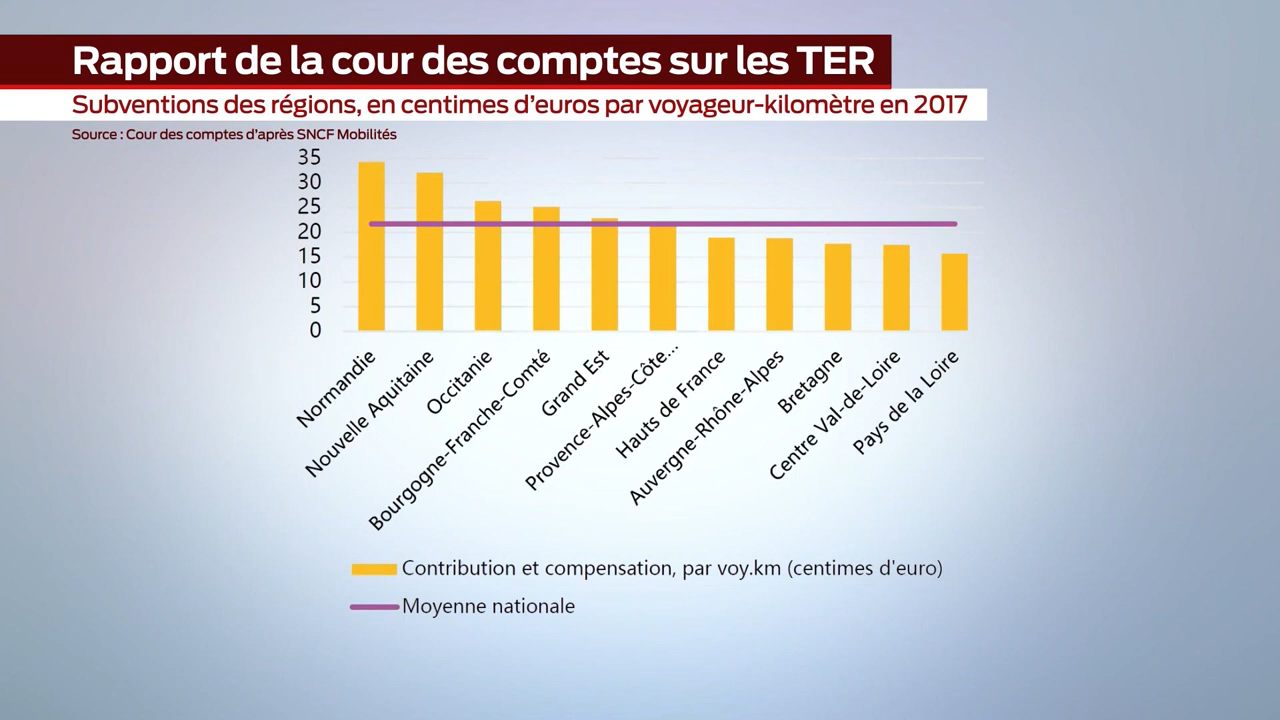 Rapport de la cour des comptes sur les TER
Subventions des régions, en centimes d'euros par voyageur-kilomètre en 2017
Source : Cour des comptes d'après SNCF Mobilités
35
30
25
20
15
10
5
0
Normandie
Nouvelle Aquitaine
Occitanie
Bourgogne-Franche-Comté
Grand Est
Provence-Alpes-Côte...
Hauts de France
Auvergne-Rhône-Alpes
Bretagne
Centre Val-de-Loire
Pays de la Loire
Contribution et compensation, par voy.km (centimes d'euro)
Moyenne nationale